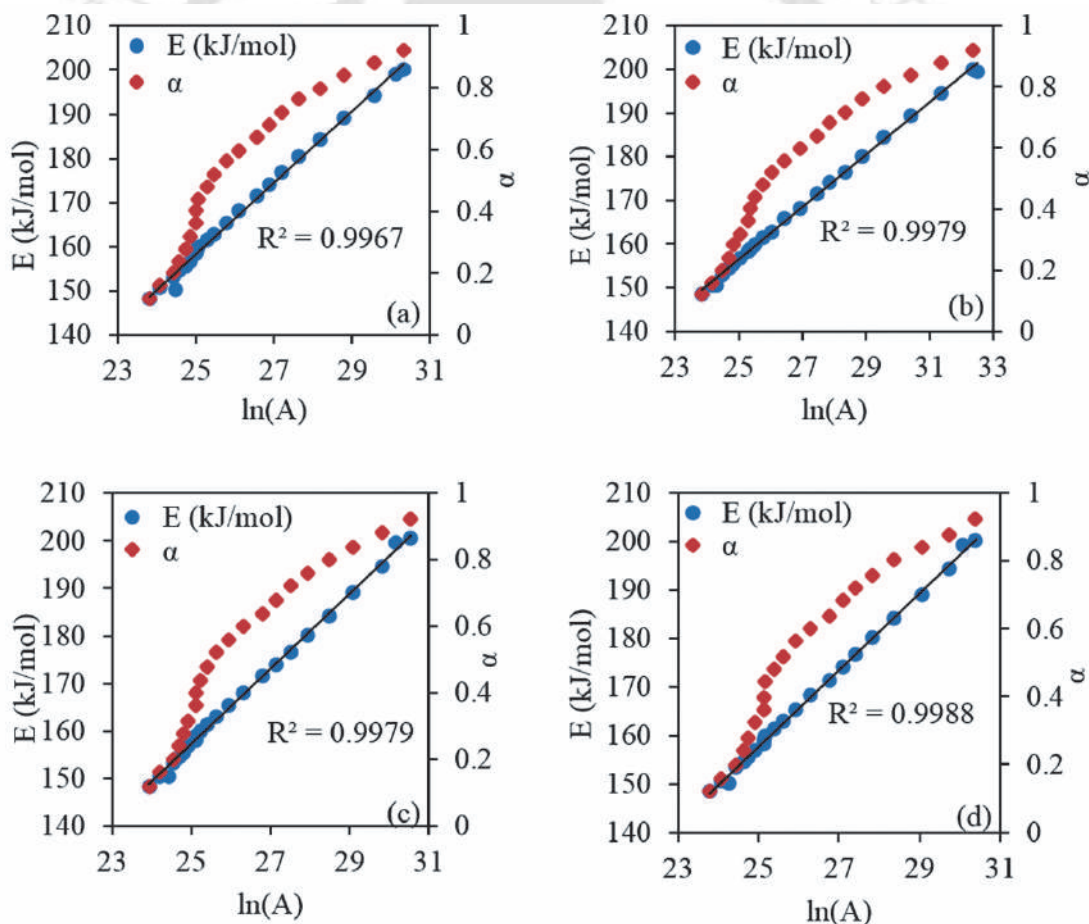 210
200
190
180
170
160
150
140
E (kJ/mol)
E (kJ/mol)
α
R² = 0.9967
(a)
1
0.8
0.6
0.4
0.2
0
α
23 25 27 29 31
ln(A)
210
200
190
180
170
160
150
140
E (kJ/mol)
E (kJ/mol)
α
R² = 0.9979
(b)
1
0.8
0.6
0.4
0.2
0
α
23 25 27 29 31 33
ln(A)
210
200
190
180
170
160
150
140
E (kJ/mol)
E (kJ/mol)
α
R² = 0.9979
(c)
1
0.8
0.6
0.4
0.2
0
α
23 25 27 29 31
ln(A)
210
200
190
180
170
160
150
140
E (kJ/mol)
E (kJ/mol)
α
R² = 0.9988
(d)
1
0.8
0.6
0.4
0.2
0
α
23 25 27 29 31
ln(A)